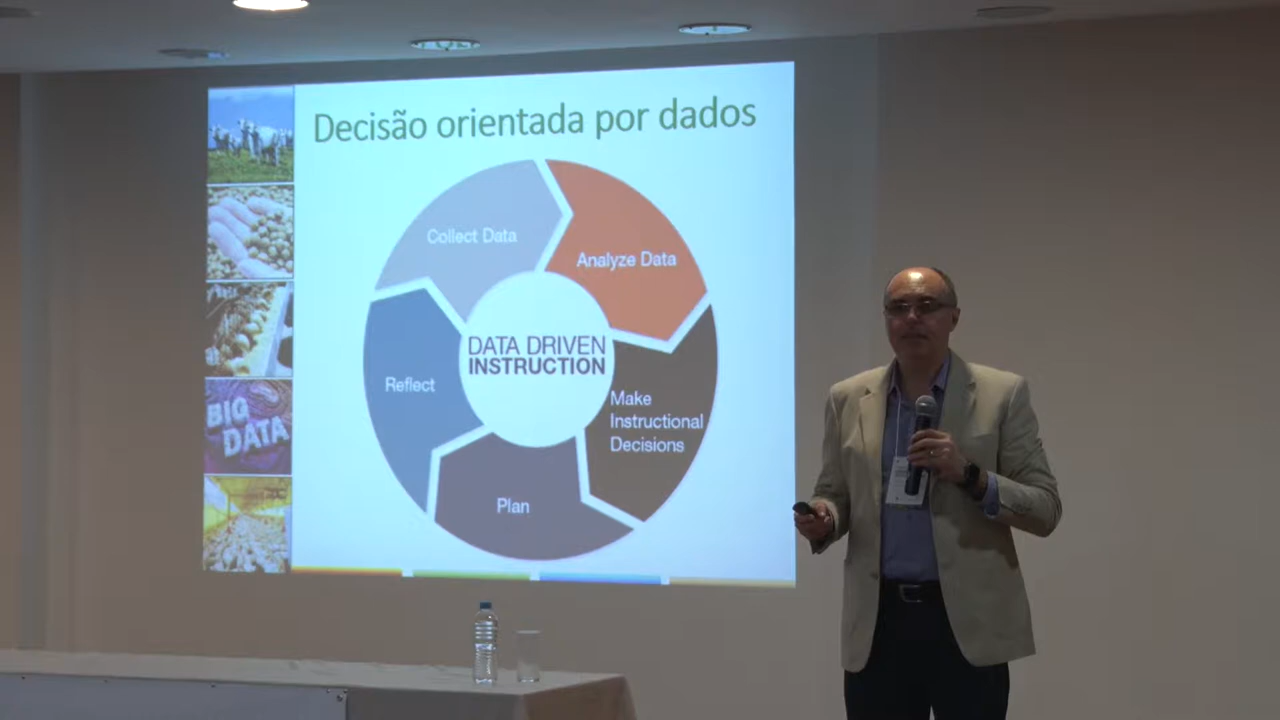 Decisão orientada por dados
Collect Data
Analyze Data
DATA DRIVEN
INSTRUCTION
Reflect
Make
Instructional
Decisions
Plan
BIG
DATA